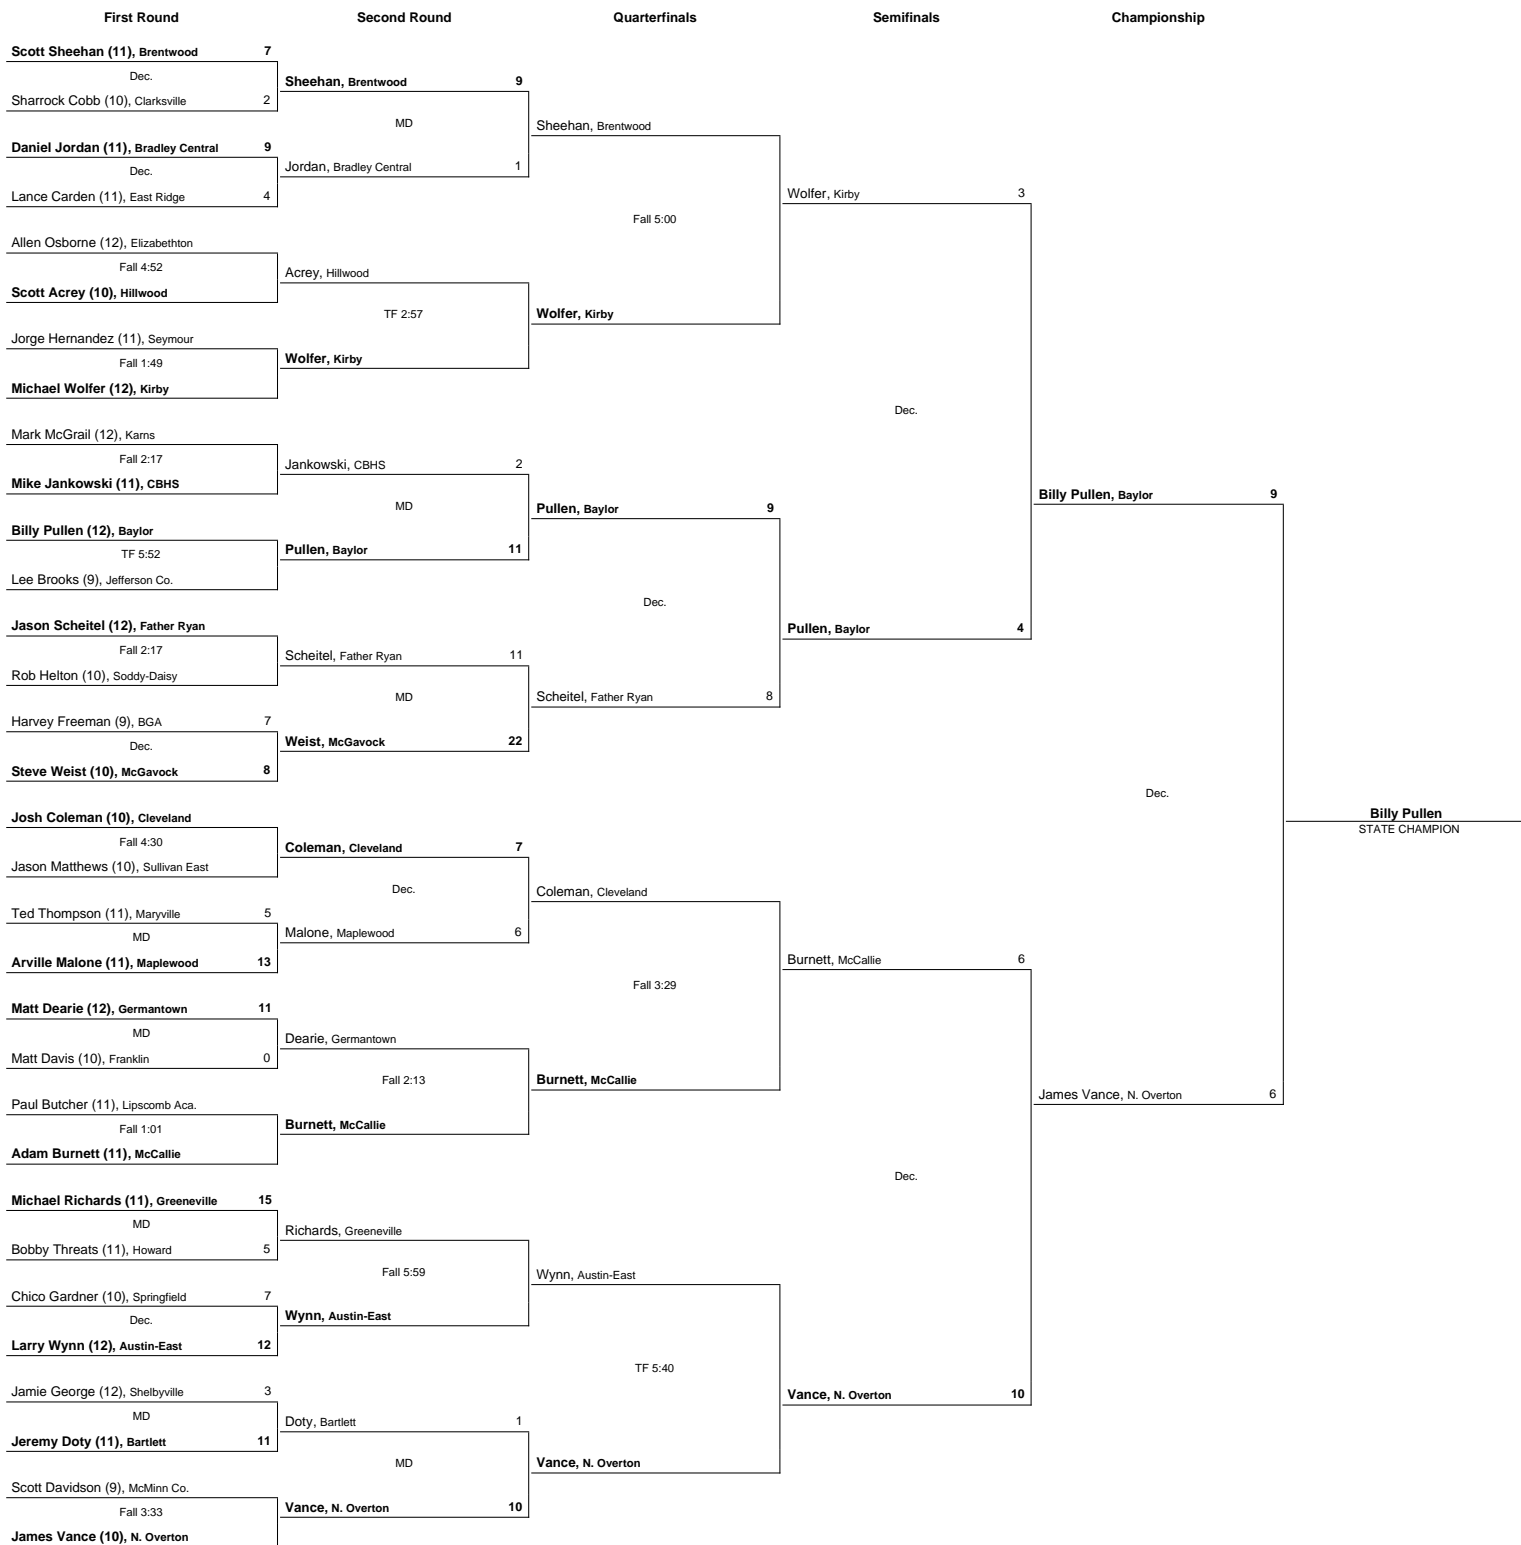 First Round Second Round Quarterfinals Semifinals Championship
Scott Sheehan (11), Brentwood 7
Dec.
Sharrock Cobb (10), Clarksville 2
Daniel Jordan (11), Bradley Central 9
Dec.
Lance Carden (11), East Ridge 4
Allen Osborne (12), Elizabethton
Fall 4:52
Scott Acrey (10), Hillwood
Jorge Hernandez (11), Seymour
Fall 1:49
Michael Wolfer (12), Kirby
Mark McGrail (12), Karns
Fall 2:17
Mike Jankowski (11), CBHS
Billy Pullen (12), Baylor
TF 5:52
Lee Brooks (9), Jefferson Co.
Jason Scheitel (12), Father Ryan
Fall 2:17
Rob Helton (10), Soddy-Daisy
Harvey Freeman (9), BGA 7
Dec.
Steve Weist (10), McGavock 8
Josh Coleman (10), Cleveland
Fall 4:30
Jason Matthews (10), Sullivan East
Ted Thompson (11), Maryville 5
MD
Arville Malone (11), Maplewood 13
Matt Dearie (12), Germantown 11
MD
Matt Davis (10), Franklin 0
Paul Butcher (11), Lipscomb Aca.
Fall 1:01
Adam Burnett (11), McCallie
Michael Richards (11), Greeneville 15
MD
Bobby Threats (11), Howard 5
Chico Gardner (10), Springfield 7
Dec.
Larry Wynn (12), Austin-East 12
Jamie George (12), Shelbyville 3
MD
Jeremy Doty (11), Bartlett 11
Scott Davidson (9), McMinn Co.
Fall 3:33
James Vance (10), N. Overton
Sheehan, Brentwood 9
MD
Jordan, Bradley Central 1
Acrey, Hillwood
TF 2:57
Wolfer, Kirby
Jankowski, CBHS 2
MD
Pullen, Baylor 11
Scheitel, Father Ryan 11
MD
Weist, McGavock 22
Coleman, Cleveland 7
Dec.
Malone, Maplewood 6
Dearie, Germantown
Fall 2:13
Burnett, McCallie
Richards, Greeneville
Fall 5:59
Wynn, Austin-East
Doty, Bartlett 1
MD
Vance, N. Overton 10
Sheehan, Brentwood
Fall 5:00
Wolfer, Kirby
Pullen, Baylor 9
Dec.
Scheitel, Father Ryan 8
Coleman, Cleveland
Fall 3:29
Burnett, McCallie
Wynn, Austin-East
TF 5:40
Vance, N. Overton
Wolfer, Kirby 3
Dec.
Pullen, Baylor 4
Burnett, McCallie 6
Dec.
Vance, N. Overton 10
Billy Pullen, Baylor 9
Dec.
James Vance, N. Overton 6
Billy Pullen
STATE CHAMPION